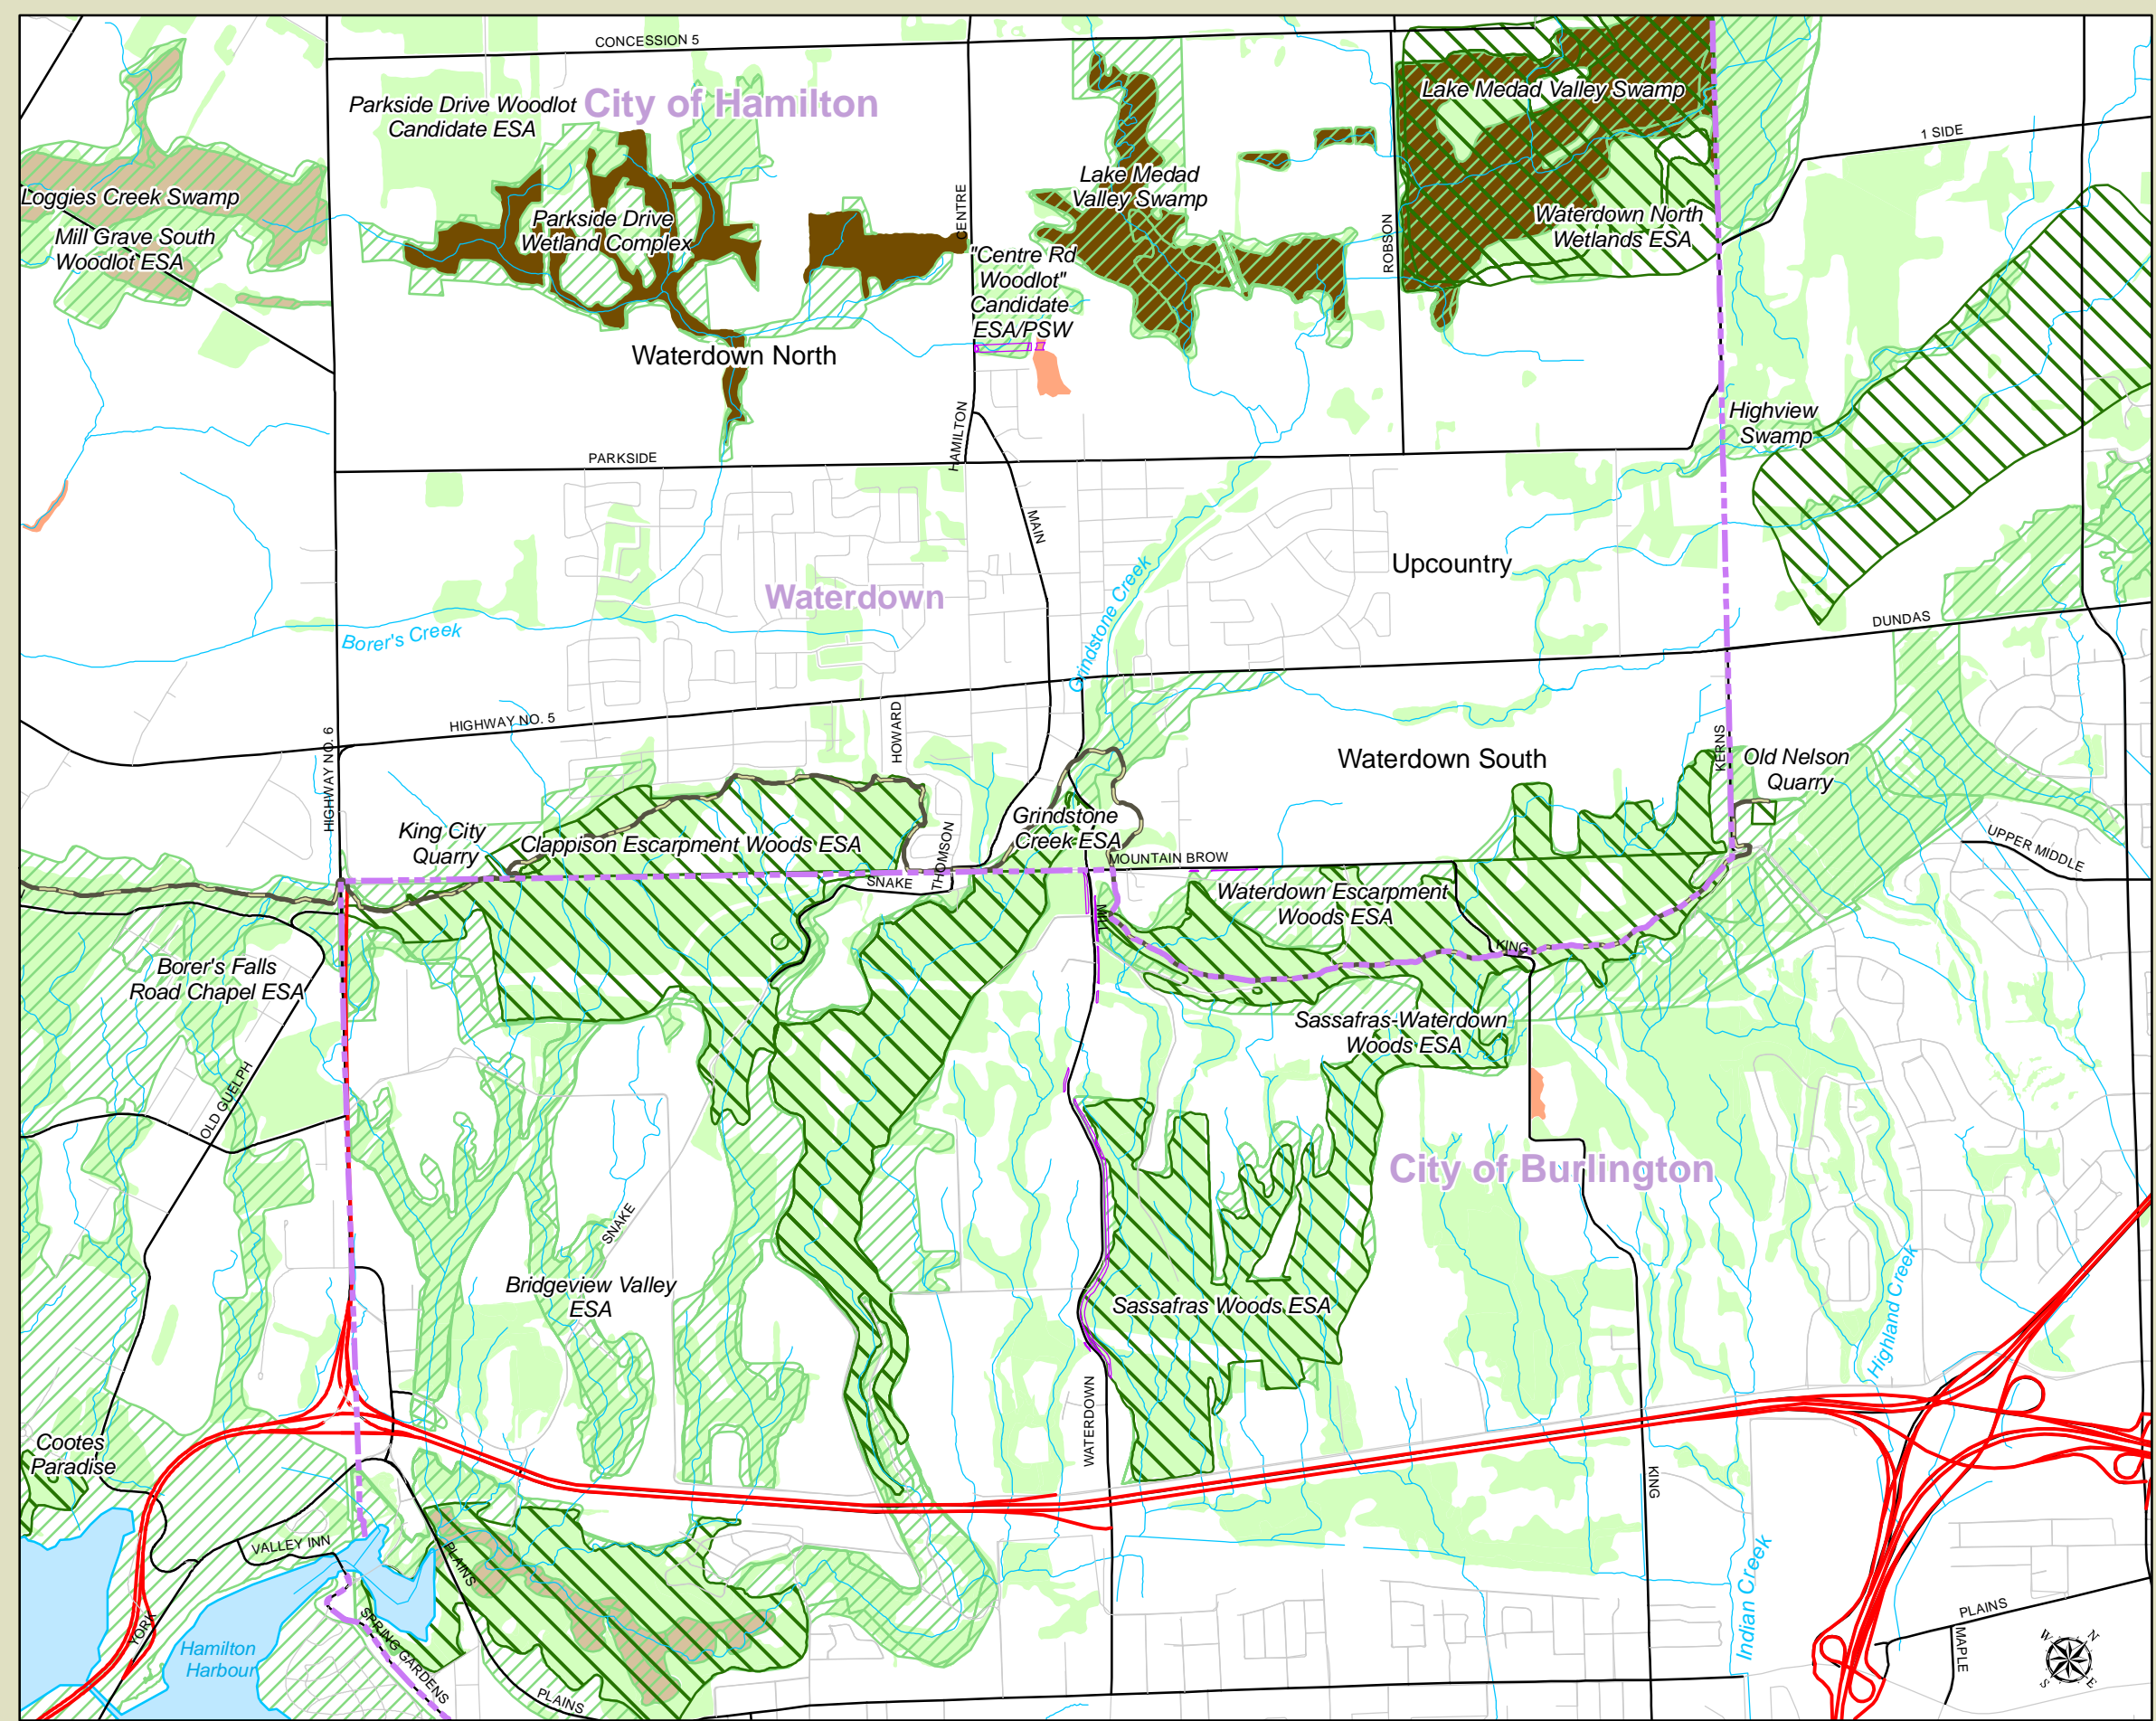 CONCESSION 5
Parkside Drive Woodlot
Candidate ESA
City of Hamilton
Lake Medad Valley Swamp
1 SIDE
Loggies Creek Swamp
Mill Grave South
Woodlot ESA
Parkside Drive
Wetland Complex
CENTRE
Lake Medad
Valley Swamp
ROBSON
Waterdown North
Wetlands ESA
"Centre Rd
Woodlot"
Candidate
ESA/PSW
Waterdown North
HAMILTON
Highview
Swamp
PARKSIDE
MAIN
Upcountry
Waterdown
Grindstone Creek
Borer's Creek
DUNDAS
HIGHWAY NO. 5
HIGHWAY NO. 6
HOWARD
KERNS
Waterdown South
Old Nelson
Quarry
King City
Quarry
Clappison Escarpment Woods ESA
Grindstone
Creek ESA
THOMSON
SNAKE
MOUNTAIN BROW
UPPER MIDDLE
Waterdown Escarpment
Woods ESA
MILL
KING
Borer's Falls
Road Chapel ESA
Sassafras-Waterdown
Woods ESA
OLD GUELPH
City of Burlington
SNAKE
Bridgeview Valley
ESA
Sassafras Woods ESA
Highland Creek
WATERDOWN
Cootes
Paradise
KING
VALLEY INN
PLAINS
Indian Creek
YORK
Hamilton
Harbour
SPRING GARDENS
PLAINS
PLAINS
MAPLE
W
N
S
E